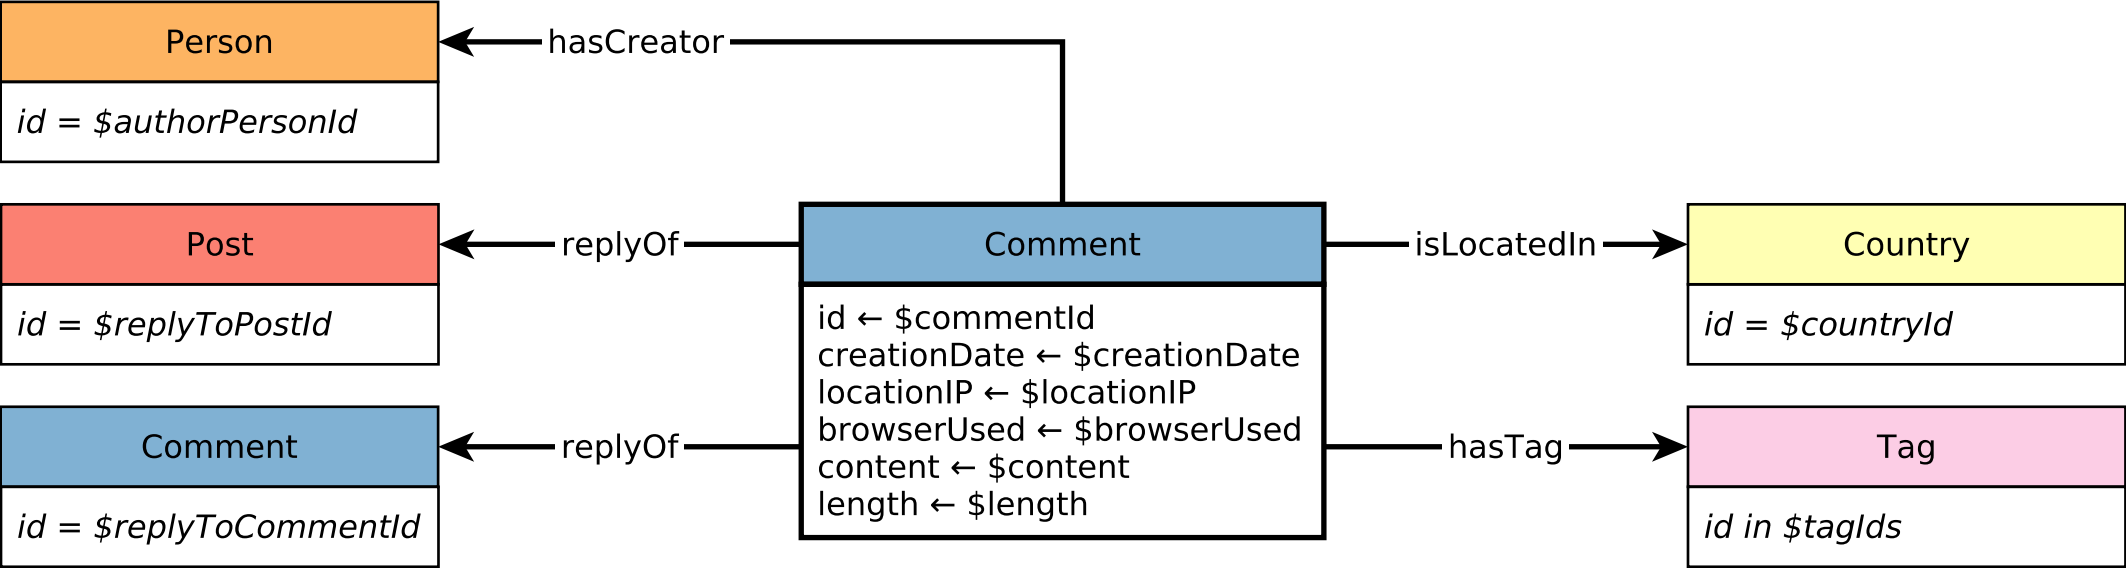 Person
id = $authorPersonId
hasCreator
Post
id = $replyToPostId
replyOf
Comment
id = $replyToCommentId
replyOf
Comment
id ← $commentId
creationDate ← $creationDate
locationIP ← $locationIP
browserUsed ← $browserUsed
content ← $content
length ← $length
isLocatedIn
Country
id = $countryId
hasTag
Tag
id in $tagIds